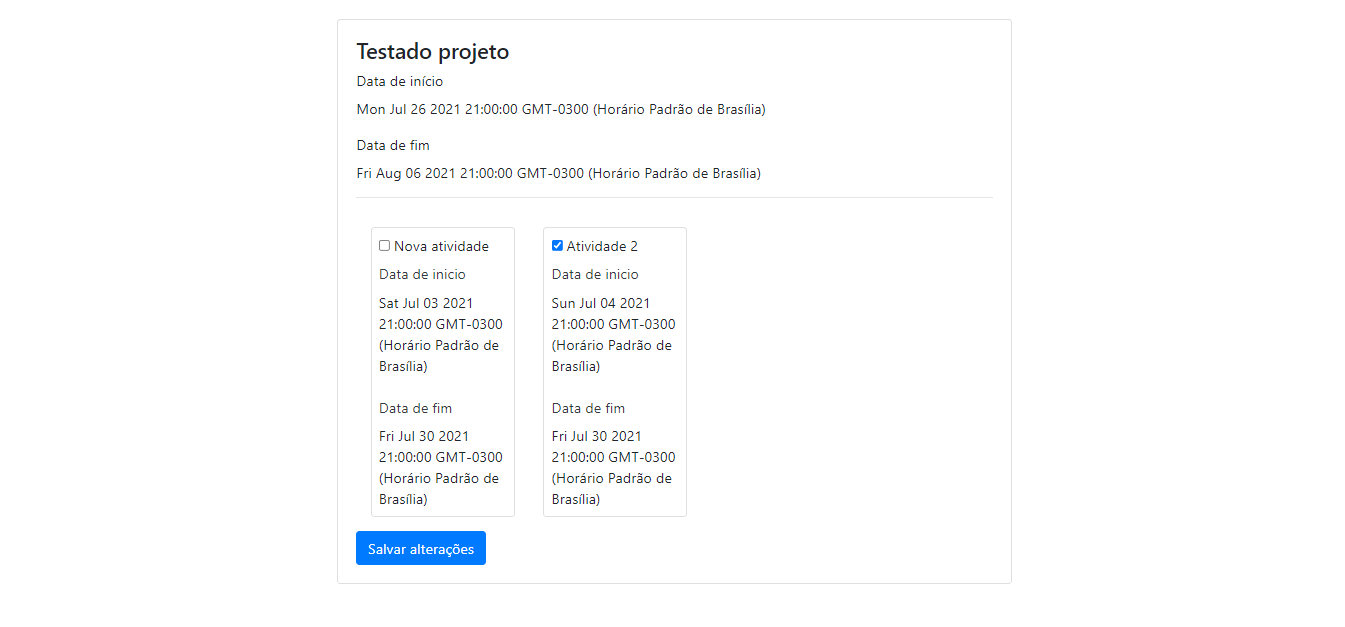 Testado projeto
Data de início
Mon Jul 26 2021 21:00:00 GMT-0300 (Horário Padrão de Brasília)
Data de fim
Fri Aug 06 2021 21:00:00 GMT-0300 (Horário Padrão de Brasília)
Nova atividade
Data de inicio
Sat Jul 03 2021
21:00:00 GMT-0300
(Horário Padrão de
Brasília)
Data de fim
Fri Jul 30 2021
21:00:00 GMT-0300
(Horário Padrão de
Brasília)
Atividade 2
Data de inicio
Sun Jul 04 2021
21:00:00 GMT-0300
(Horário Padrão de
Brasília)
Data de fim
Fri Jul 30 2021
21:00:00 GMT-0300
(Horário Padrão de
Brasília)
Salvar alterações